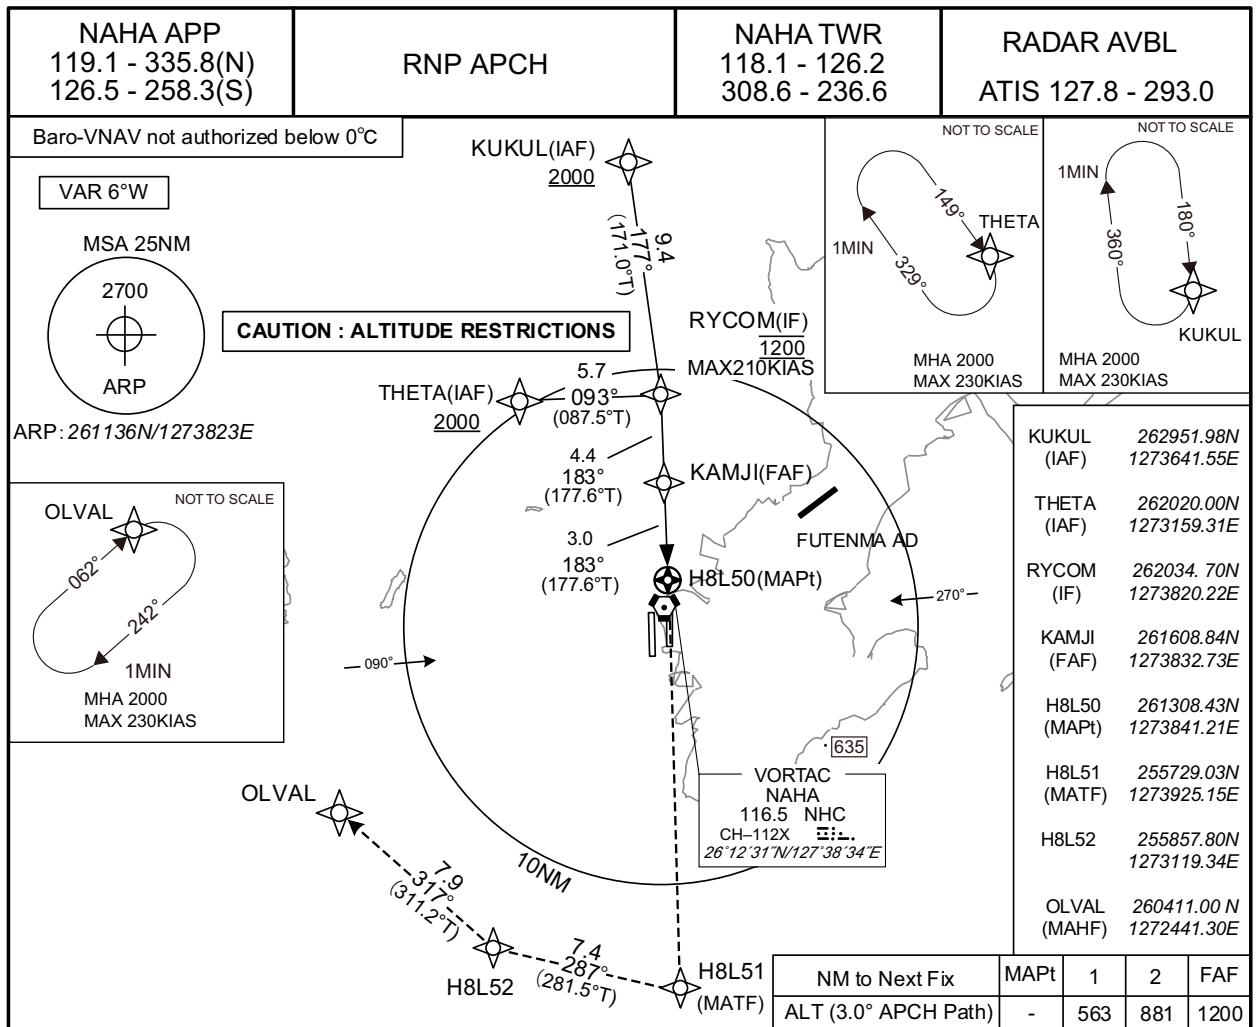 NAHA APP
119.1 - 335.8(N)
126.5 - 258.3(S)
RNP APCH
NAHA TWR
118.1 - 126.2
308.6 - 236.6
RADAR AVBL
ATIS 127.8 - 293.0
Baro-VNAV not authorized below 0℃
VAR 6°W
MSA 25NM
2700
ARP
ARP: 261136N/1273823E
CAUTION : ALTITUDE RESTRICTIONS
KUKUL(IAF)
2000
9.4
177°
(171.0°T)
RYCOM(IF)
1200
MAX210KIAS
THETA(IAF)
2000
5.7
093°
(087.5°T)
4.4
183°
(177.6°T)
KAMJI(FAF)
3.0
183°
(177.6°T)
FUTENMA AD
H8L50(MAPt)
270°
090°
635
VORTAC
NAHA
116.5 NHC
CH–112X
26°12′31″N/127°38′34″E
10NM
OLVAL
7.9
317°
(311.2°T)
H8L52
7.4
287°
(281.5°T)
H8L51
(MATF)
NOT TO SCALE
OLVAL
062°
242°
1MIN
MHA 2000
MAX 230KIAS
NOT TO SCALE
149°
THETA
1MIN
329°
MHA 2000
MAX 230KIAS
NOT TO SCALE
1MIN
180°
360°
KUKUL
MHA 2000
MAX 230KIAS
KUKUL 262951.98N
(IAF) 1273641.55E
THETA 262020.00N
(IAF) 1273159.31E
RYCOM 262034. 70N
(IF) 1273820.22E
KAMJI 261608.84N
(FAF) 1273832.73E
H8L50 261308.43N
(MAPt) 1273841.21E
H8L51 255729.03N
(MATF) 1273925.15E
H8L52 255857.80N
1273119.34E
OLVAL 260411.00 N
(MAHF) 1272441.30E
NM to Next Fix MAPt 1 2 FAF
ALT (3.0° APCH Path) - 563 881 1200